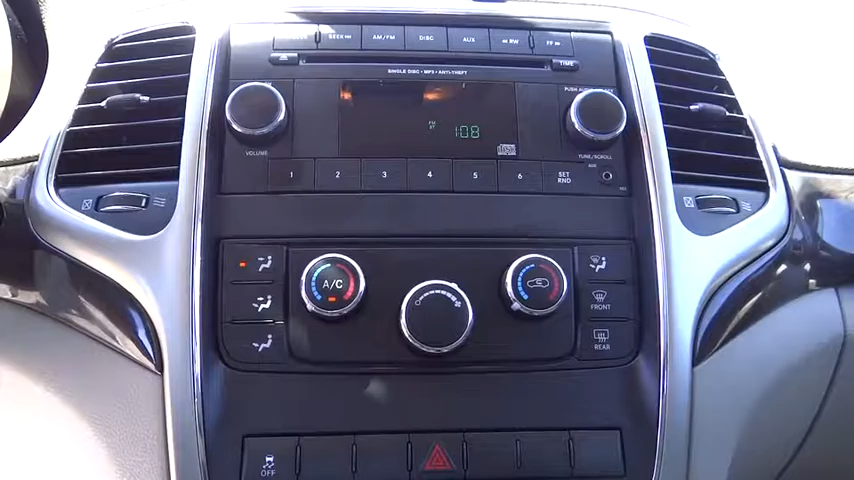 SEEK AM/FM DISC AUX RW FF
TIME
SINGLE DISC • MP3 • ANTI-THEFT
PUSH AUDIO
1:08
VOLUME
TUNE/SCROLL
1 2 3 4 5 6 SET
RND
AUX
A/C
FRONT
REAR
OFF